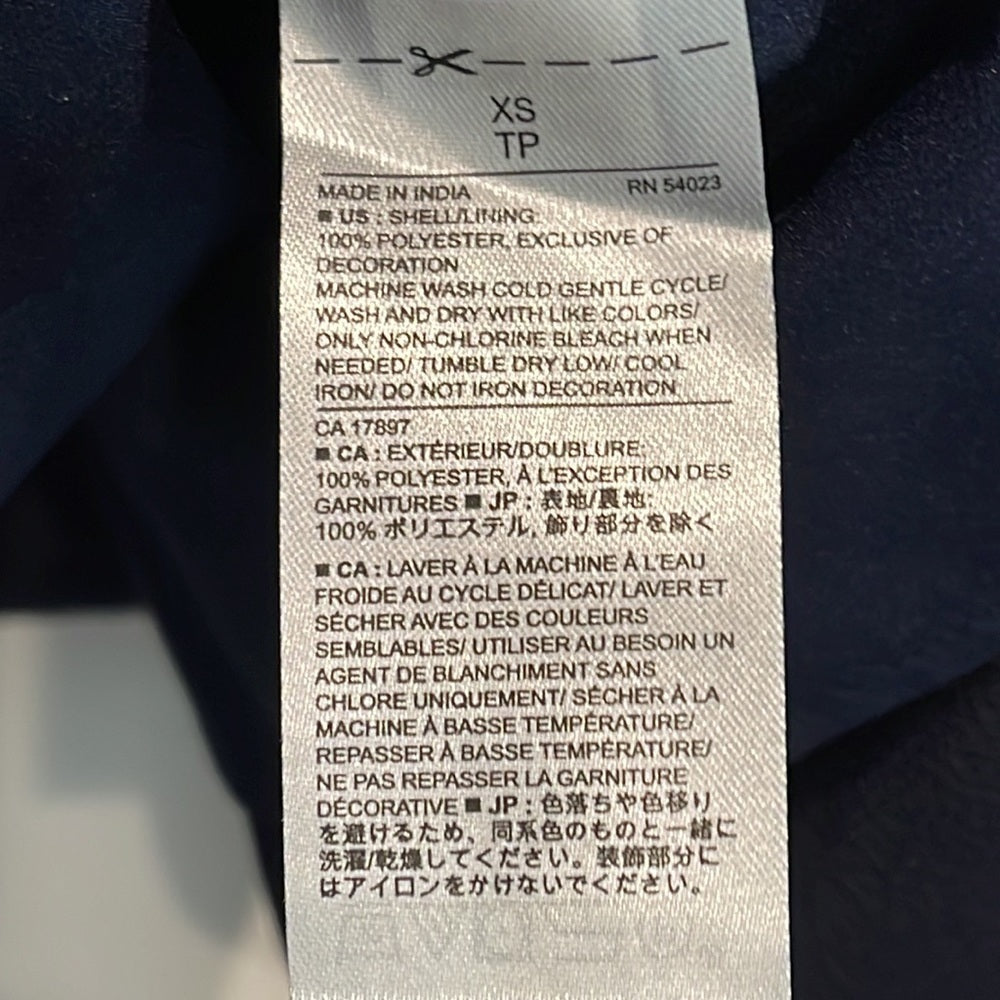 XS
TP
MADE IN INDIA RN 54023
■ US : SHELL/LINING:
100% POLYESTER, EXCLUSIVE OF
DECORATION
MACHINE WASH COLD GENTLE CYCLE/
WASH AND DRY WITH LIKE COLORS/
ONLY NON-CHLORINE BLEACH WHEN
NEEDED/ TUMBLE DRY LOW/ COOL
IRON/ DO NOT IRON DECORATION
CA 17897
■ CA : EXTÉRIEUR/DOUBLURE:
100% POLYESTER, À L'EXCEPTION DES
GARNITURES ■ JP : 表地/裏地:
100% ポリエステル, 飾り部分を除く
■ CA : LAVER À LA MACHINE À L'EAU
FROIDE AU CYCLE DÉLICAT/ LAVER ET
SÉCHER AVEC DES COULEURS
SEMBLABLES/ UTILISER AU BESOIN UN
AGENT DE BLANCHIMENT SANS
CHLORE UNIQUEMENT/ SÉCHER À LA
MACHINE À BASSE TEMPÉRATURE/
REPASSER À BASSE TEMPÉRATURE/
NE PAS REPASSER LA GARNITURE
DÉCORATIVE ■ JP : 色落ちや色移り
を避けるため、同系色のものと一緒に
洗濯/乾燥してください。装飾部分に
はアイロンをかけないでください。